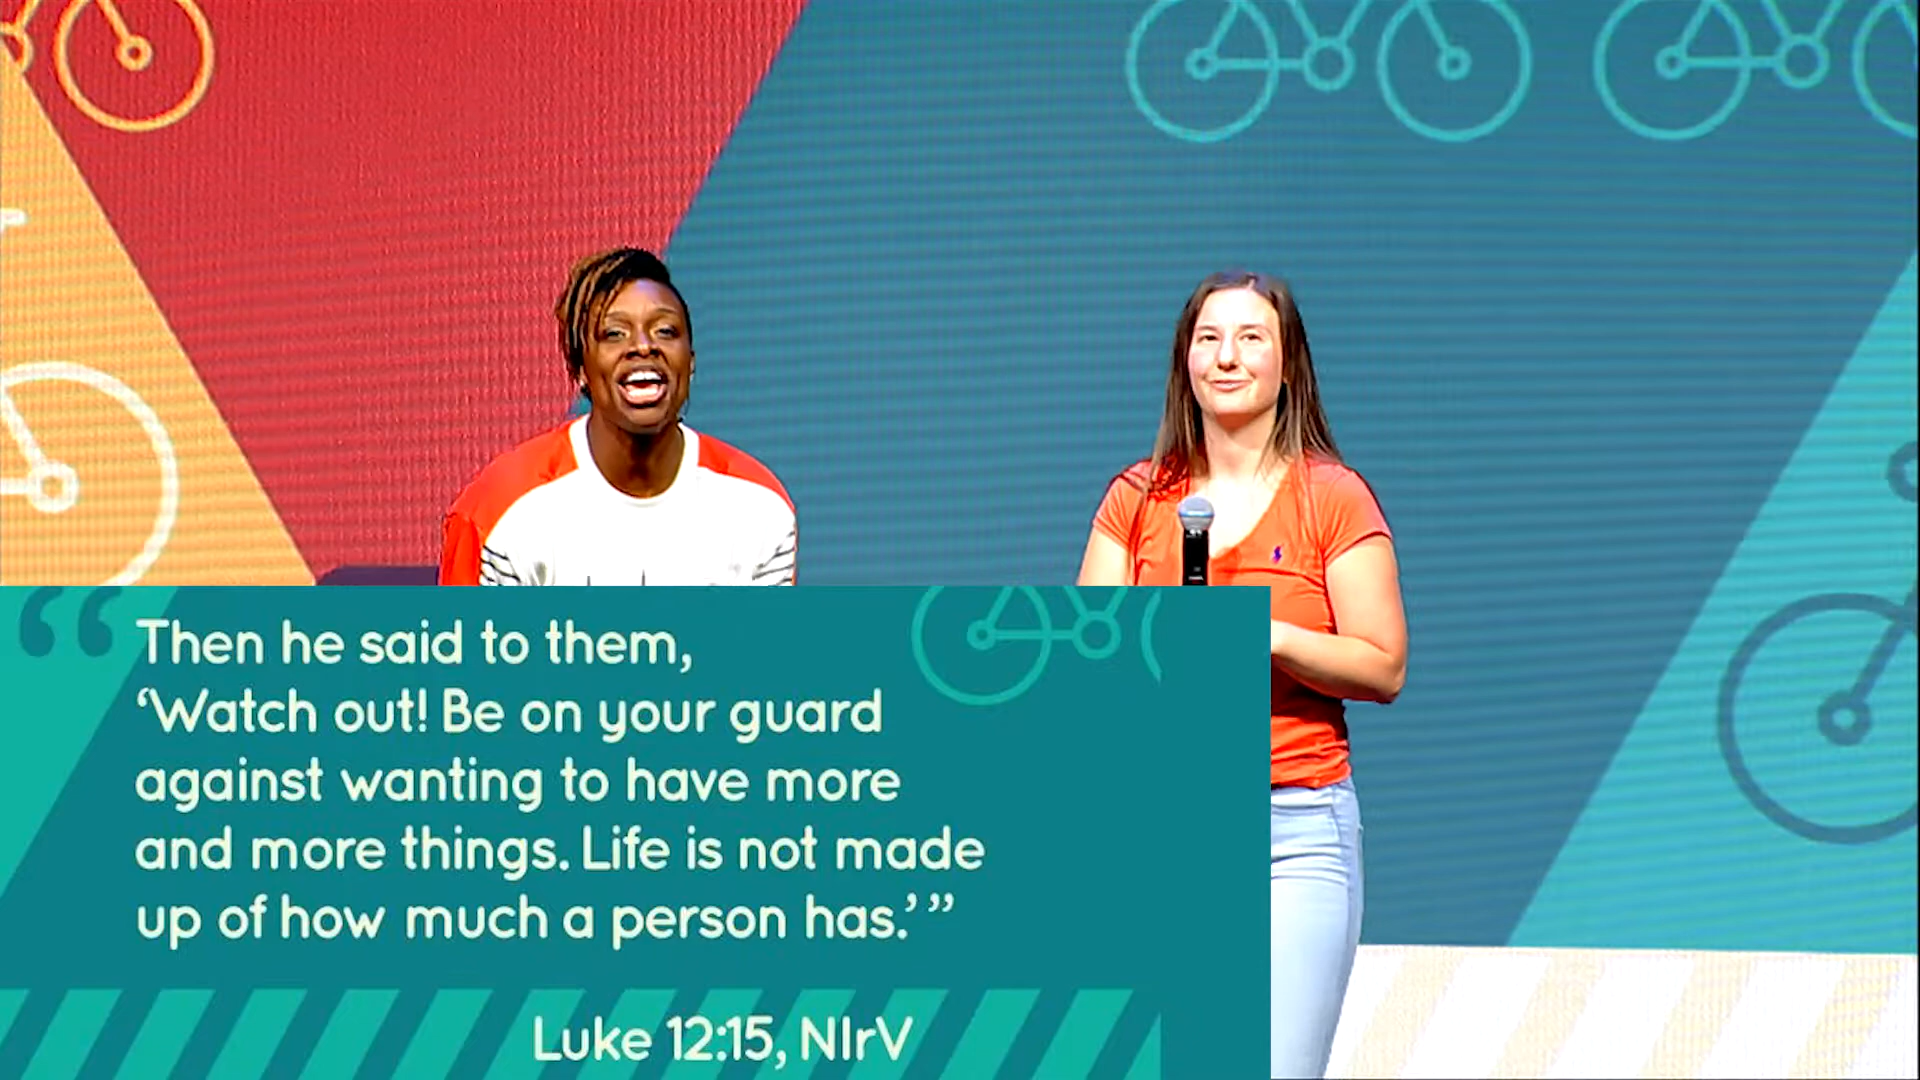 “Then he said to them,
‘Watch out! Be on your guard
against wanting to have more
and more things. Life is not made
up of how much a person has.’”
Luke 12:15, NIrV